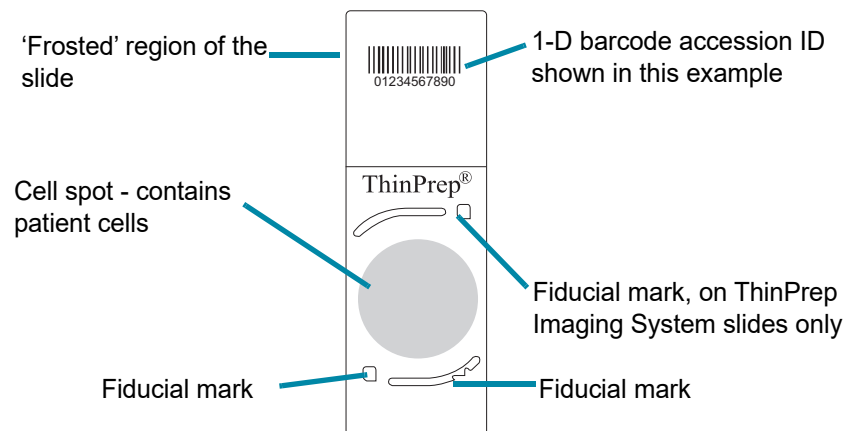 ‘Frosted’ region of the
slide
1-D barcode accession ID
shown in this example
01234567890
ThinPrep®
Cell spot - contains
patient cells
Fiducial mark, on ThinPrep
Imaging System slides only
Fiducial mark
Fiducial mark